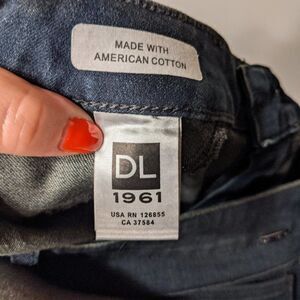 MADE WITH
AMERICAN COTTON
DL
1961
USA RN 126855
CA 37584